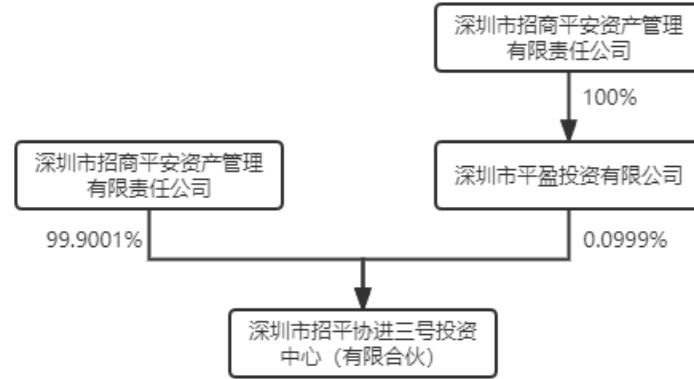 深圳市招商平安资产管理
有限责任公司
100%
深圳市招商平安资产管理
有限责任公司
深圳市平盈投资有限公司
99.9001%
0.0999%
深圳市招平协进三号投资
中心（有限合伙）